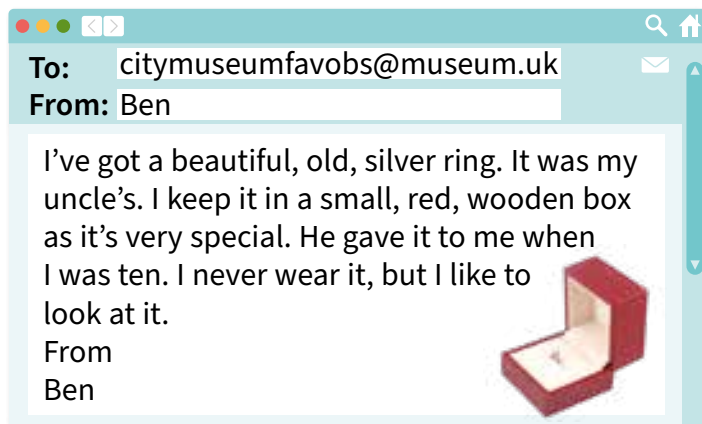 To: citymuseumfavobs@museum.uk
From: Ben
I’ve got a beautiful, old, silver ring. It was my
uncle’s. I keep it in a small, red, wooden box
as it’s very special. He gave it to me when
I was ten. I never wear it, but I like to
look at it.
From
Ben